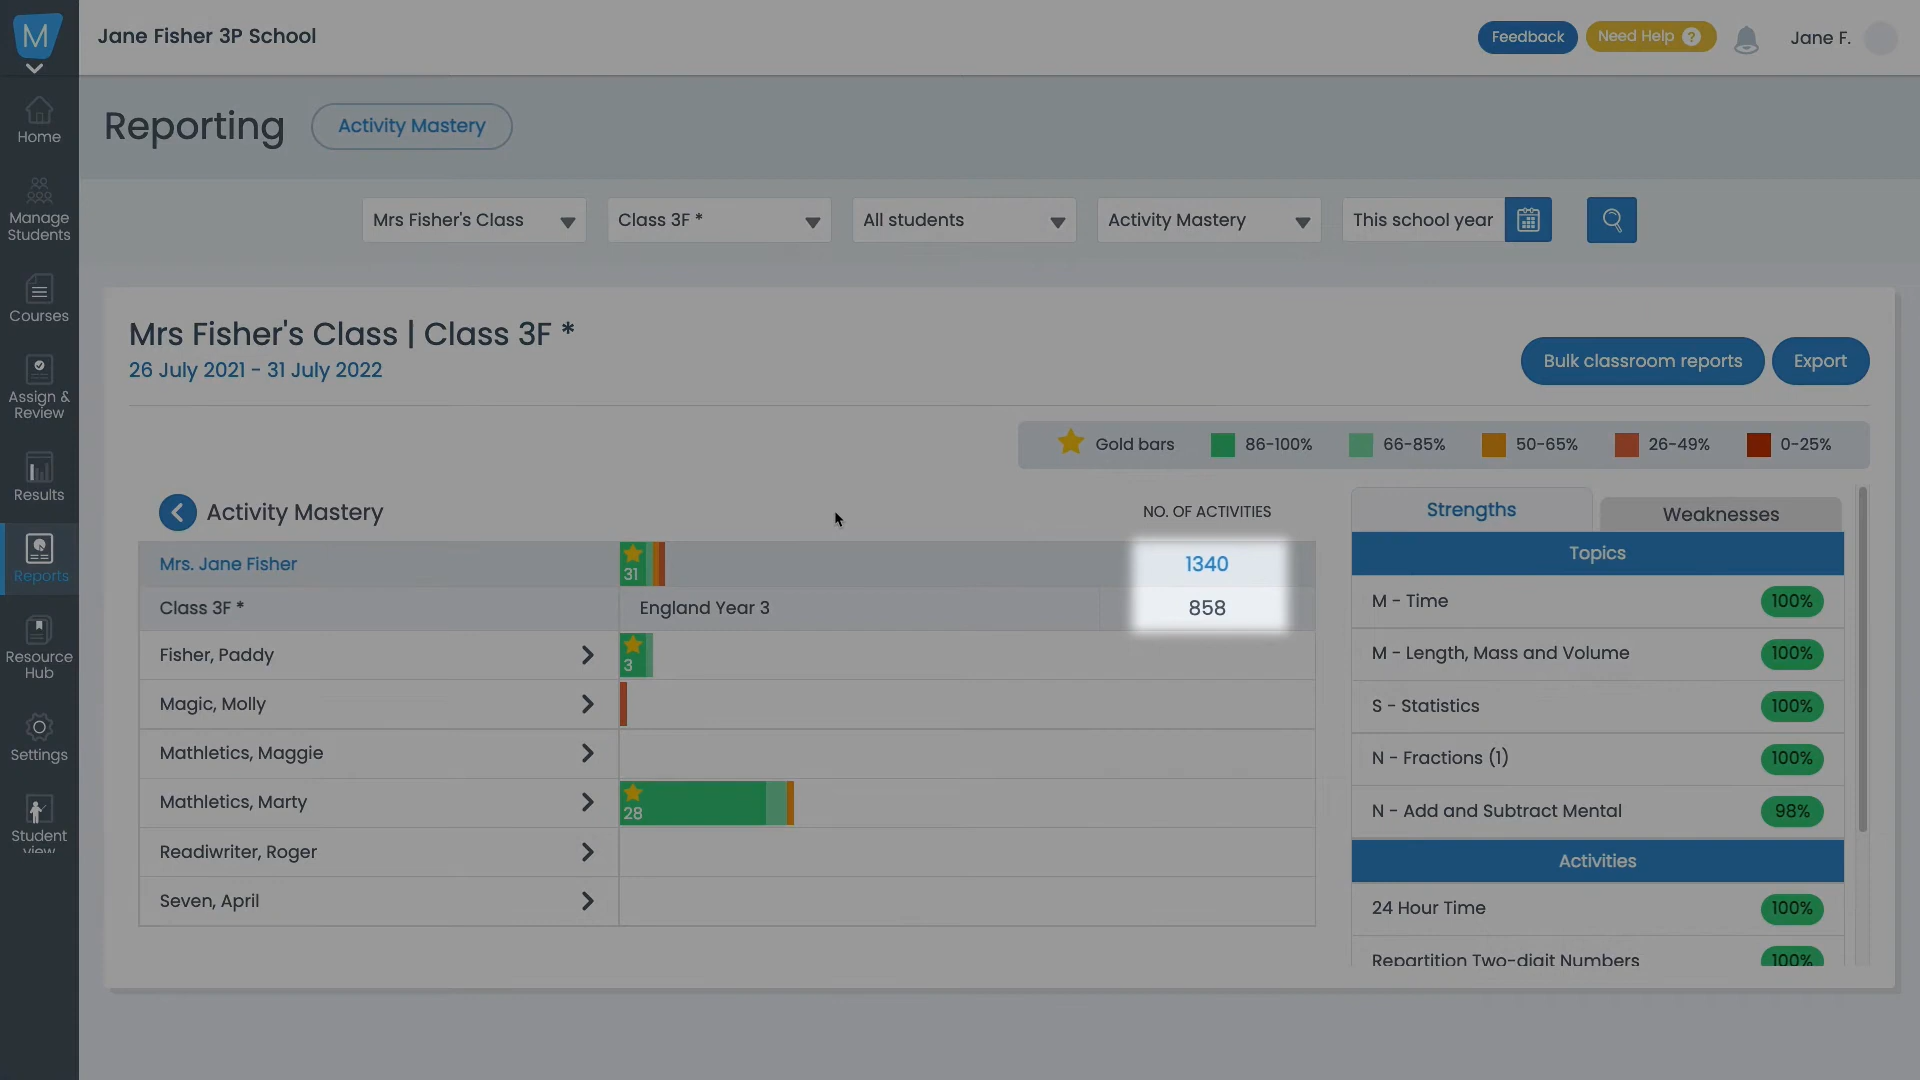 M
Jane Fisher 3P School
Feedback
Need Help ?
Jane F.
Home
Manage
Students
Courses
Assign &
Review
Results
Reports
Resource
Hub
Settings
Student
view
Reporting
Activity Mastery
Mrs Fisher's Class
Class 3F *
All students
Activity Mastery
This school year
Mrs Fisher's Class | Class 3F *
26 July 2021 - 31 July 2022
Bulk classroom reports
Export
Gold bars
86-100%
66-85%
50-65%
26-49%
0-25%
Activity Mastery
NO. OF ACTIVITIES
Mrs. Jane Fisher
31
1340
Class 3F *
England Year 3
858
Fisher, Paddy
3
Magic, Molly
Mathletics, Maggie
Mathletics, Marty
28
Readiwriter, Roger
Seven, April
Strengths
Weaknesses
Topics
M - Time
100%
M - Length, Mass and Volume
100%
S - Statistics
100%
N - Fractions (1)
100%
N - Add and Subtract Mental
98%
Activities
24 Hour Time
100%
Repartition Two-digit Numbers
100%